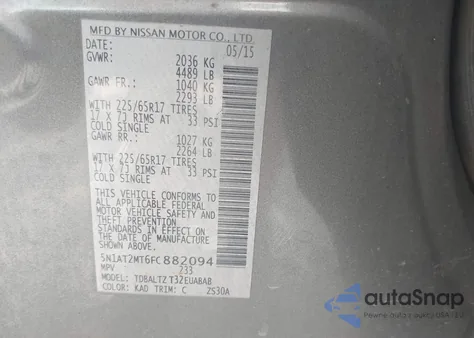 MFD BY NISSAN MOTOR CO., LTD.
DATE: 05/15
GVWR: 2036 KG
4489 LB
GAWR FR.: 1040 KG
2293 LB
WITH 225/65R17 TIRES
17 X 7J RIMS AT 33 PSI
COLD SINGLE
GAWR RR.: 1027 KG
2264 LB
WITH 225/65R17 TIRES
17 X 7J RIMS AT 33 PSI
COLD SINGLE
THIS VEHICLE CONFORMS TO
ALL APPLICABLE FEDERAL
MOTOR VEHICLE SAFETY
AND THEFT PREVENTION
STANDARDS IN EFFECT ON
THE DATE OF MANUFACTURE
SHOWN ABOVE.
5N1AT2MT6FC882094
MPV 233
MODEL: TDBALTZ T32EUABAB
COLOR: KAD TRIM: C ZS30A
autoSnap